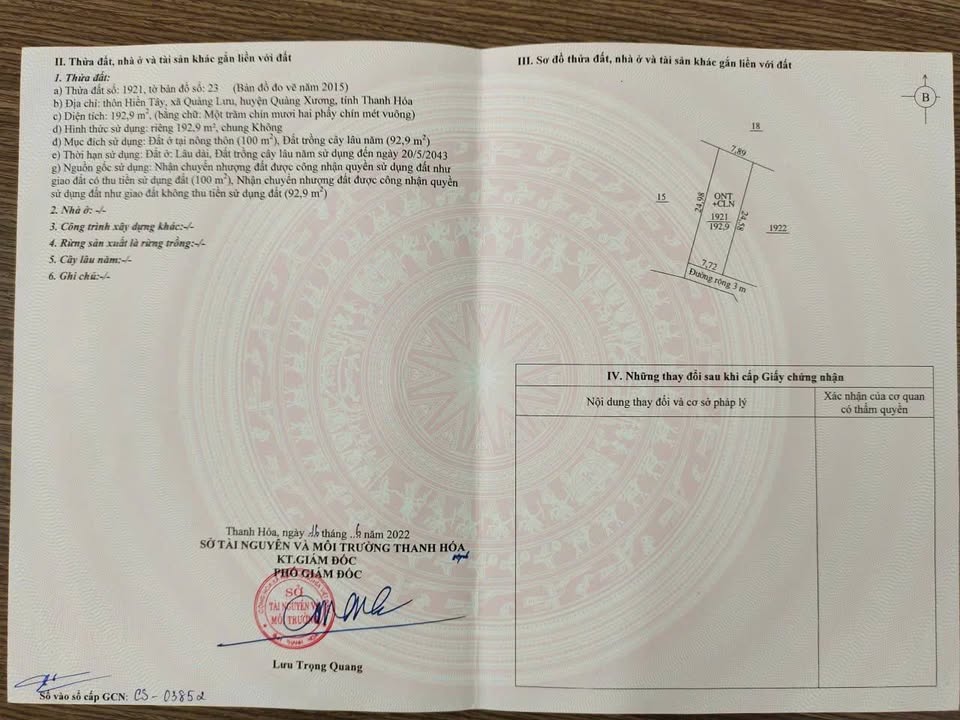 II. Thửa đất, nhà ở và tài sản khác gắn liền với đất
1. Thửa đất:
a) Thửa đất số: 1921, tờ bản đồ số: 23 (Bản đồ đo vẽ năm 2015)
b) Địa chỉ: thôn Hiền Tây, xã Quảng Lưu, huyện Quảng Xương, tỉnh Thanh Hóa
c) Diện tích: 192,9 m², (bằng chữ: Một trăm chín mươi hai phẩy chín mét vuông)
d) Hình thức sử dụng: riêng 192,9 m², chung Không
đ) Mục đích sử dụng: Đất ở tại nông thôn (100 m²), Đất trồng cây lâu năm (92,9 m²)
e) Thời hạn sử dụng: Đất ở: Lâu dài, Đất trồng cây lâu năm sử dụng đến ngày 20/5/2043
g) Nguồn gốc sử dụng: Nhận chuyển nhượng đất được công nhận quyền sử dụng đất như
giao đất có thu tiền sử dụng đất (100 m²), Nhận chuyển nhượng đất được công nhận quyền
sử dụng đất như giao đất không thu tiền sử dụng đất (92,9 m²)
2. Nhà ở: -/-
3. Công trình xây dựng khác:-/-
4. Rừng sản xuất là rừng trồng:-/-
5. Cây lâu năm:-/-
6. Ghi chú:-/-
Thanh Hóa, ngày tháng 6 năm 2022
SỞ TÀI NGUYÊN VÀ MÔI TRƯỜNG THANH HÓA
KT.GIÁM ĐỐC
PHÓ GIÁM ĐỐC
SỞ
TÀI NGUYÊN VÀ
MÔI TRƯỜNG
Lưu Trọng Quang
Số vào sổ cấp GCN: CS - 03852
III. Sơ đồ thửa đất, nhà ở và tài sản khác gắn liền với đất
B
18
7,89
15
24,98
ONT
+CLN
1921
192,9
24,58
1922
7,72
Đường rộng 3 m
IV. Những thay đổi sau khi cấp Giấy chứng nhận
Nội dung thay đổi và cơ sở pháp lý
Xác nhận của cơ quan
có thẩm quyền